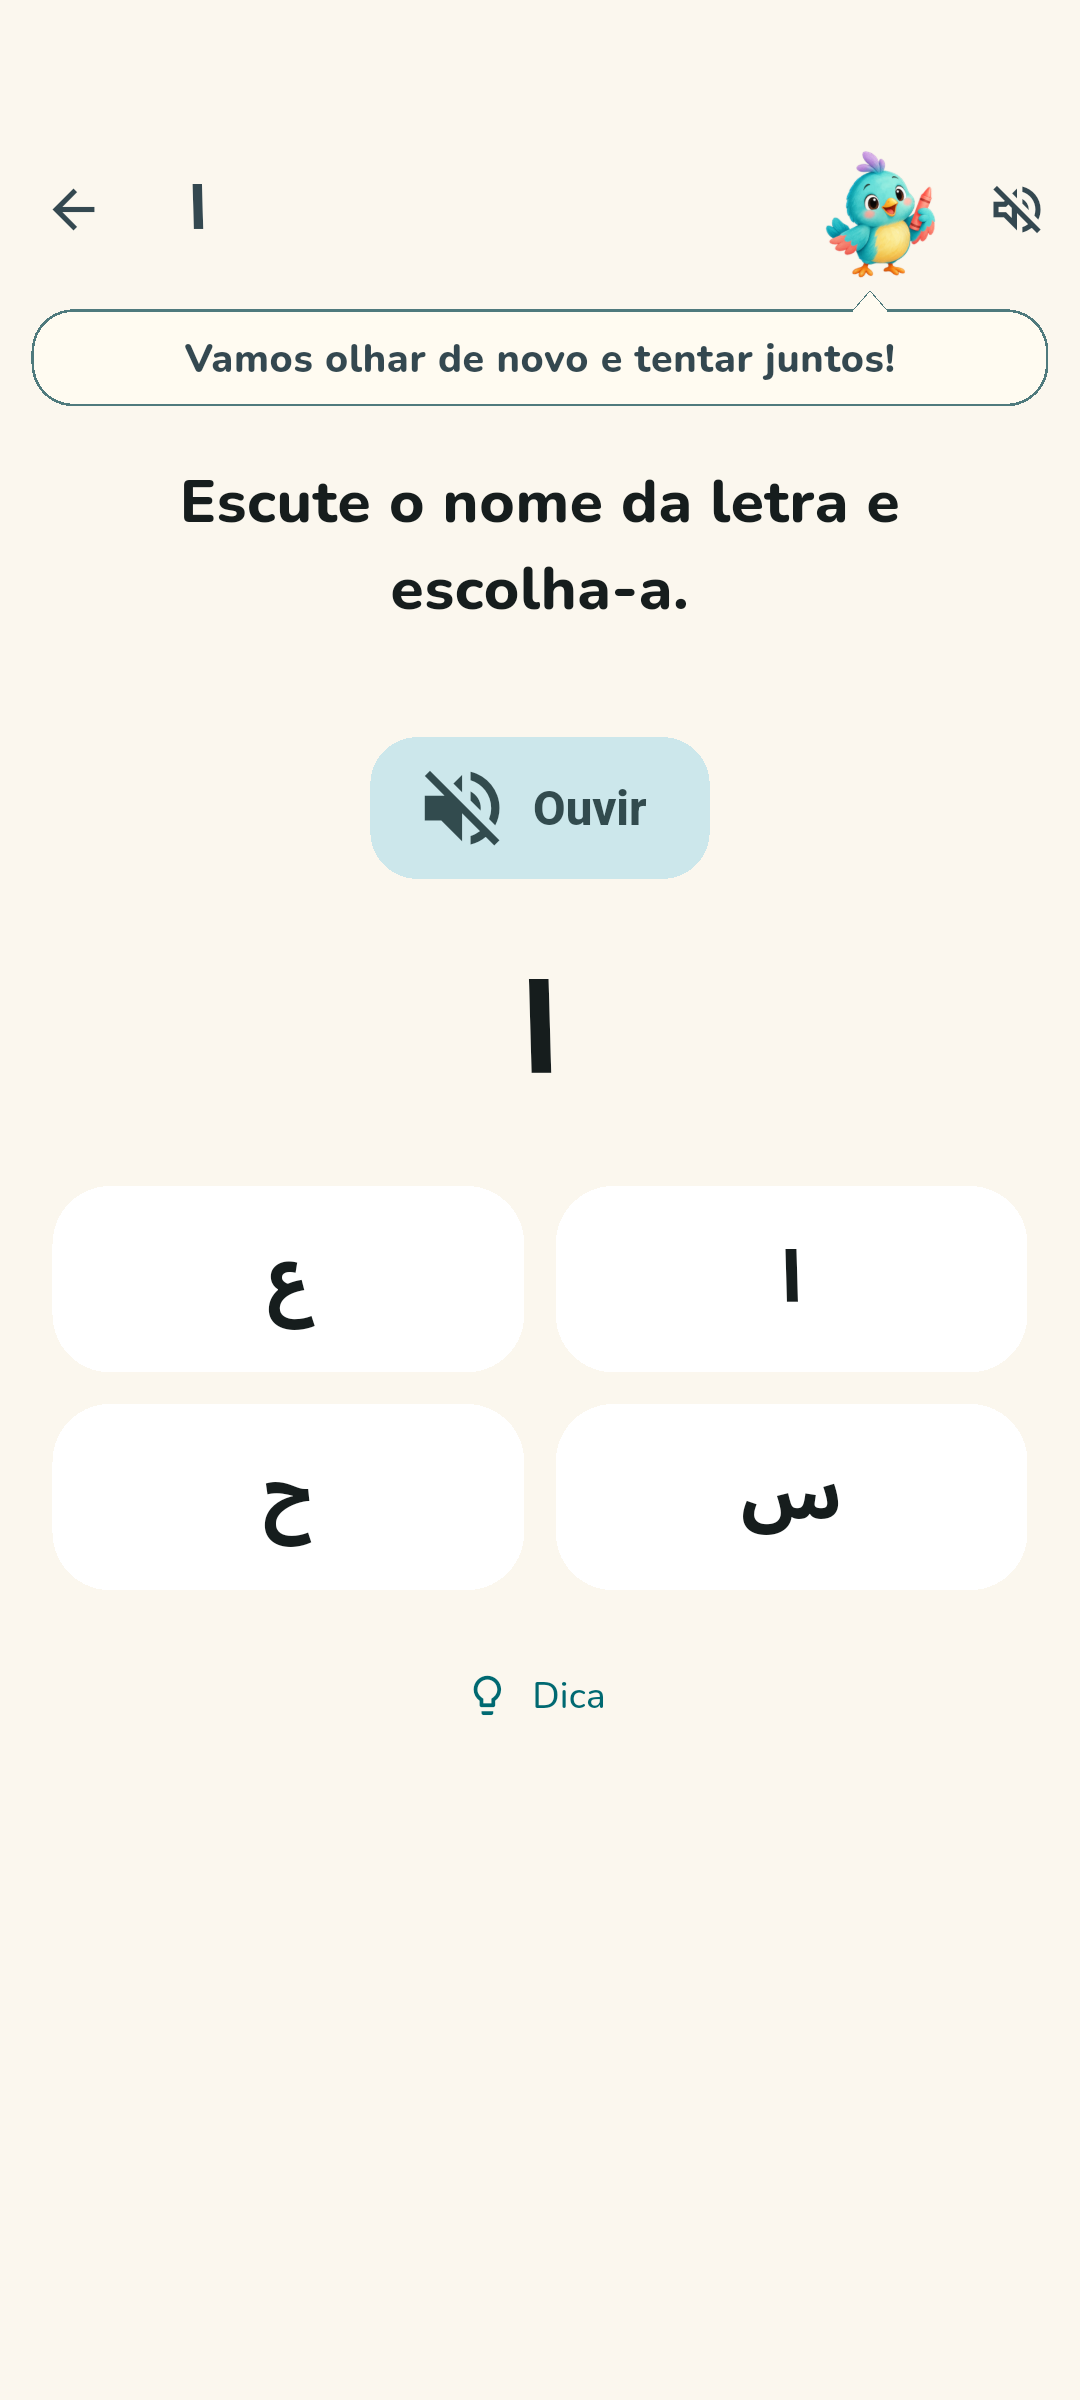 ا
Vamos olhar de novo e tentar juntos!
Escute o nome da letra e
escolha-a.
Ouvir
ا
ع ا
ح س
Dica